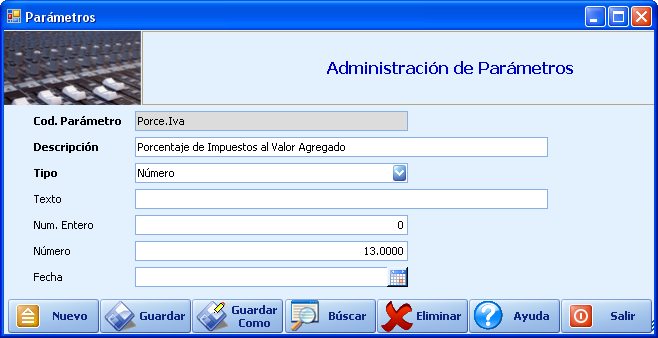 Parámetros
Administración de Parámetros
Cod. Parámetro Porce.Iva
Descripción Porcentaje de Impuestos al Valor Agregado
Tipo Número
Texto
Num. Entero 0
Número 13.0000
Fecha
Nuevo Guardar Guardar Como Búscar Eliminar Ayuda Salir